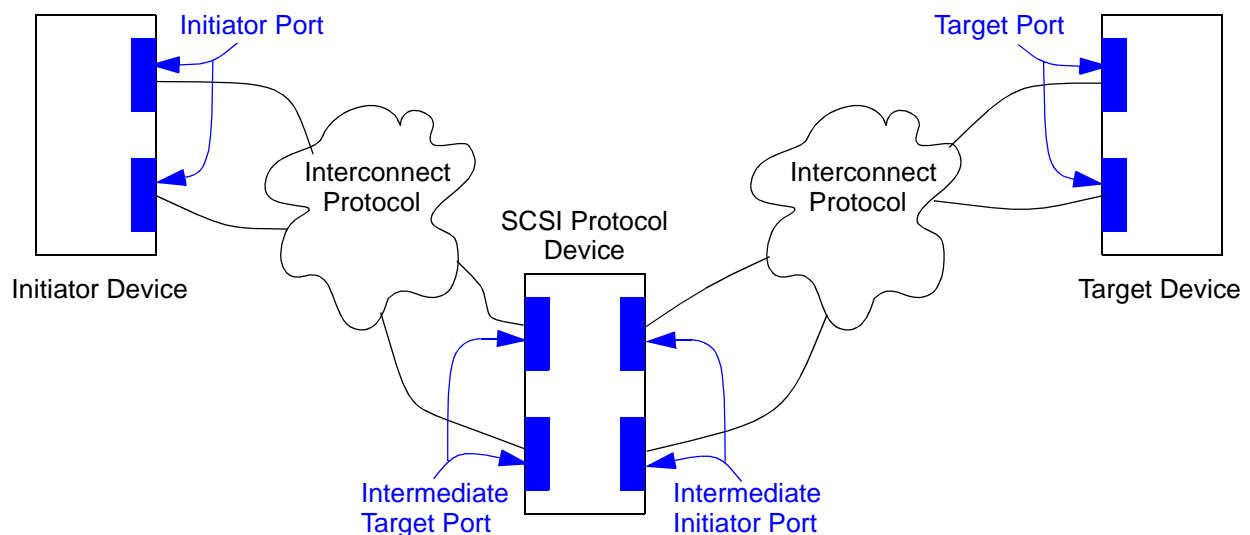 Initiator Port
Target Port
Interconnect
Protocol
Interconnect
Protocol
SCSI Protocol
Device
Initiator Device
Target Device
Intermediate
Target Port
Intermediate
Initiator Port